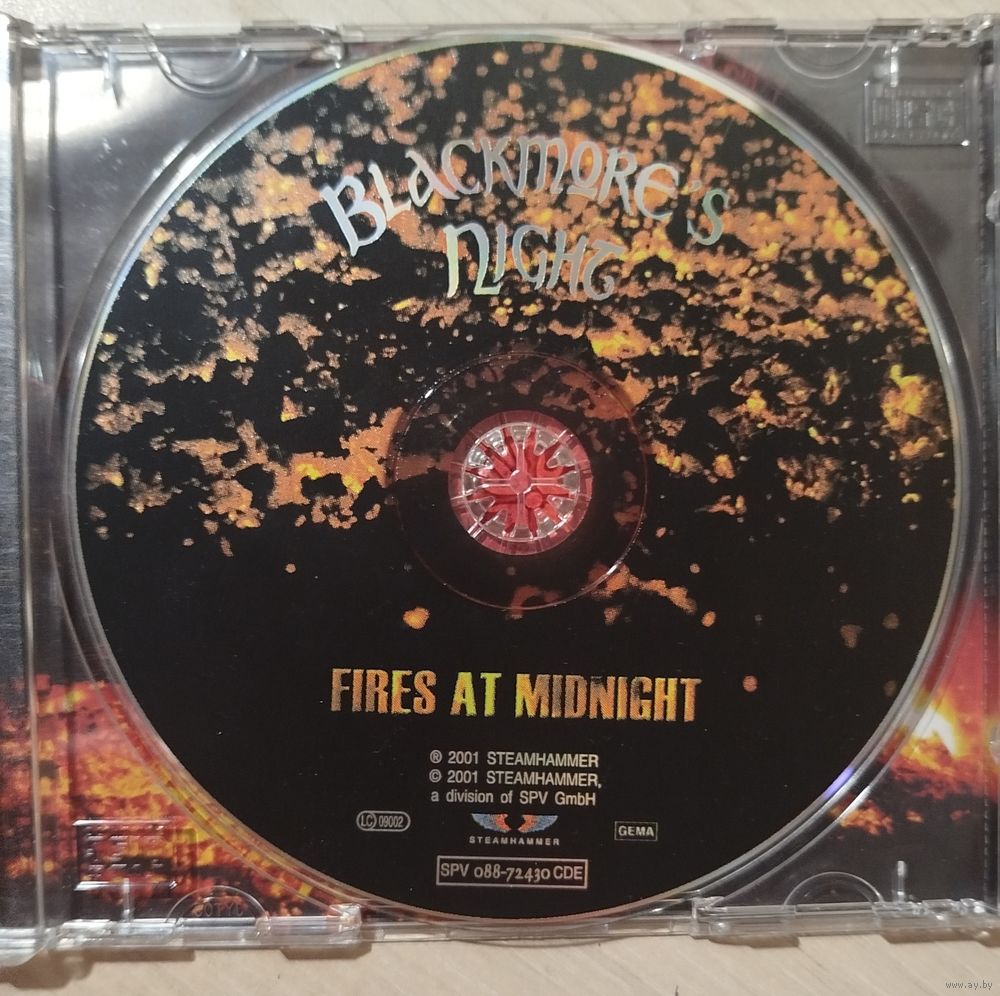 BLACKMORE'S
NIGHT
FIRES AT MIDNIGHT
℗ 2001 STEAMHAMMER
© 2001 STEAMHAMMER,
a division of SPV GmbH
LC 09002
STEAMHAMMER
GEMA
SPV 088-72430 CDE
www.ay.by